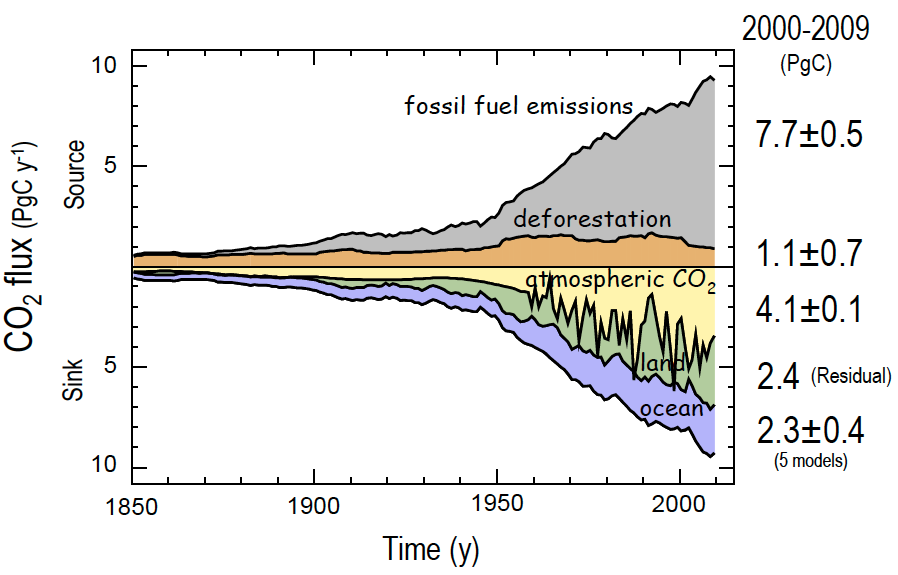 2000-2009
(PgC)
10
fossil fuel emissions
7.7±0.5
5
Source
deforestation
1.1±0.7
CO2 flux (PgC y-1)
atmospheric CO2
4.1±0.1
5
Sink
land
2.4 (Residual)
ocean
2.3±0.4
(5 models)
10
1850
1900
1950
2000
Time (y)